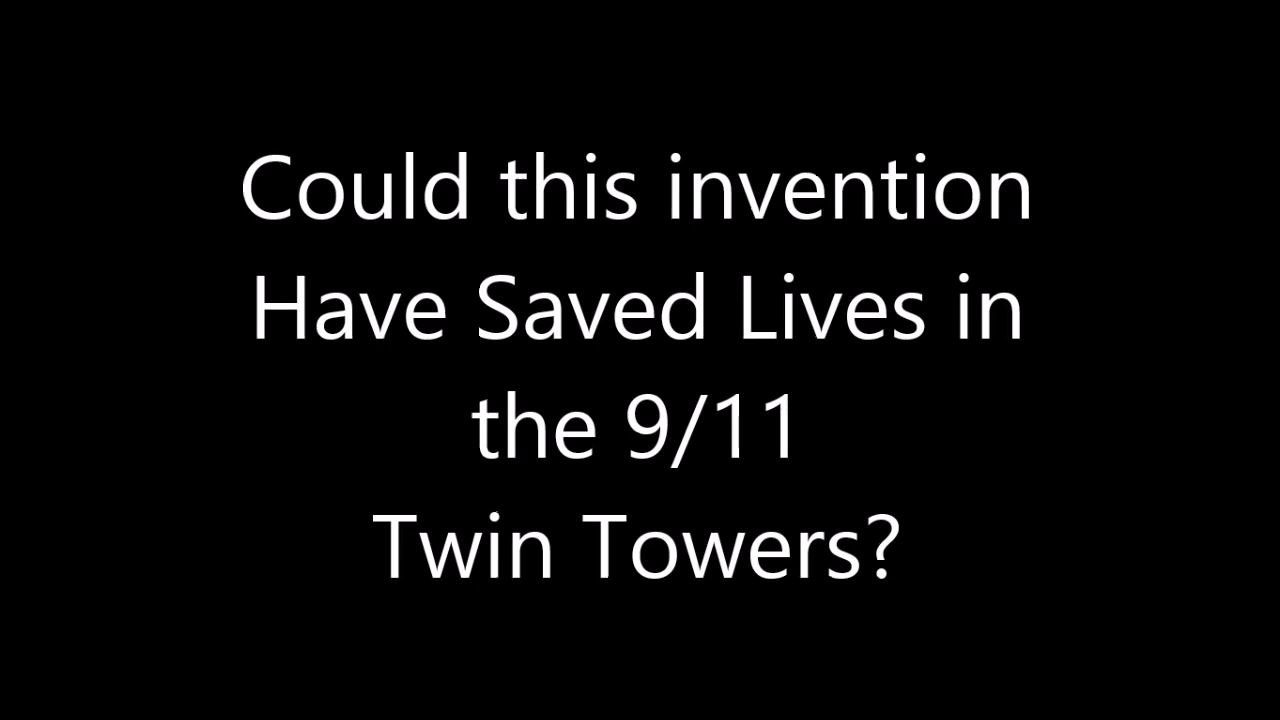 Could this invention
Have Saved Lives in
the 9/11
Twin Towers?